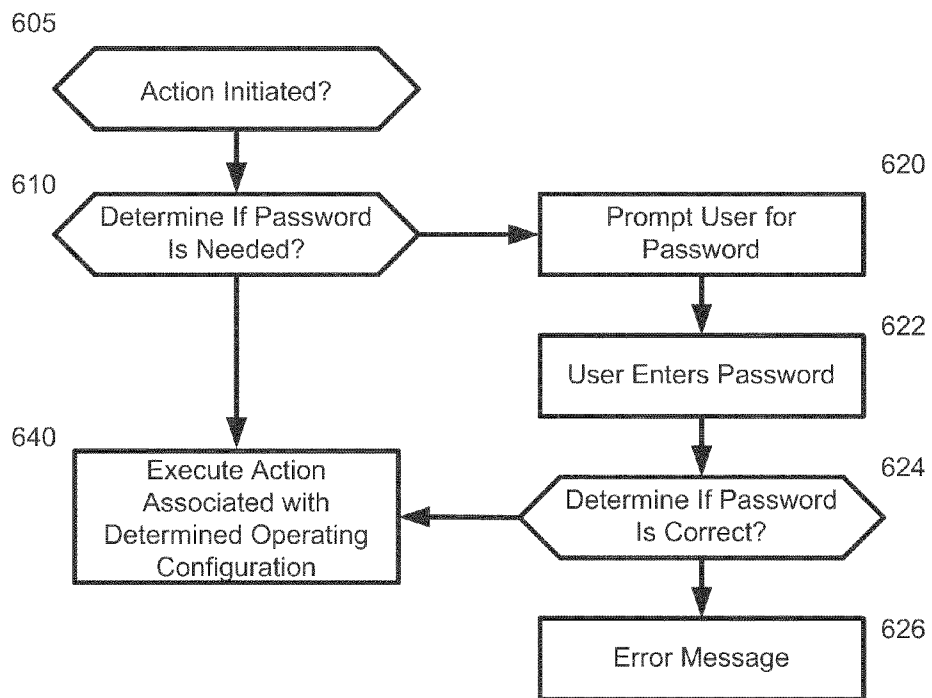 605
Action Initiated?
610
Determine If Password
Is Needed?
620
Prompt User for
Password
622
User Enters Password
640
Execute Action
Associated with
Determined Operating
Configuration
624
Determine If Password
Is Correct?
626
Error Message